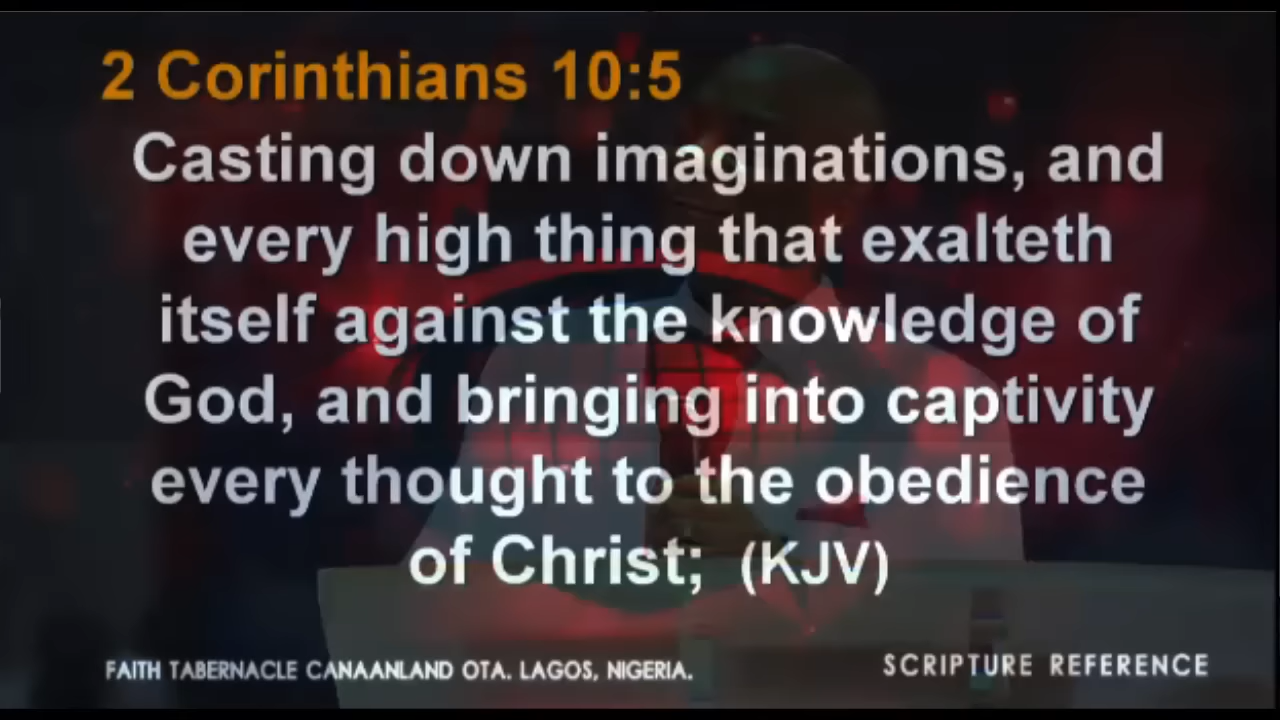 2 Corinthians 10:5
Casting down imaginations, and
every high thing that exalteth
itself against the knowledge of
God, and bringing into captivity
every thought to the obedience
of Christ; (KJV)
FAITH TABERNACLE CANAANLAND OTA. LAGOS, NIGERIA.
SCRIPTURE REFERENCE